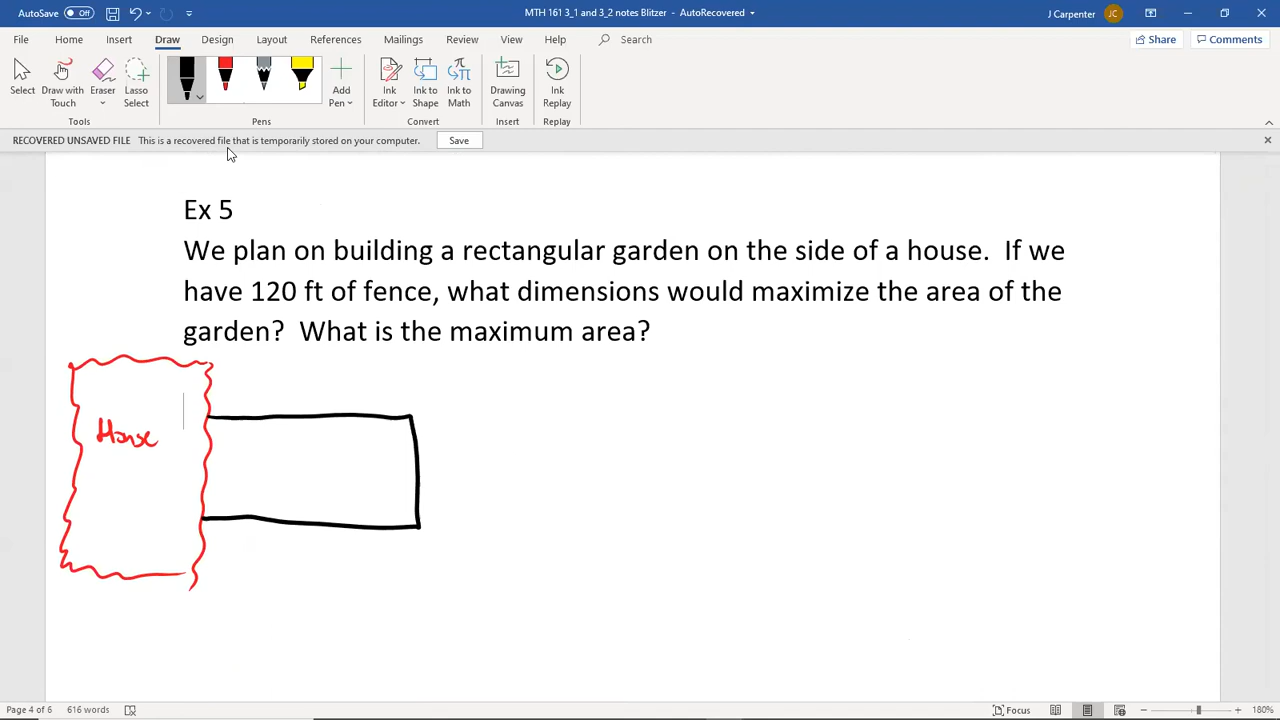 AutoSave Off
MTH 161 3_1 and 3_2 notes Blitzer - AutoRecovered
J Carpenter JC
File Home Insert Draw Design Layout References Mailings Review View Help Search Share Comments
Select Draw with Touch Eraser Lasso Select Add Pen Ink Editor Ink to Shape Ink to Math Drawing Canvas Ink Replay
Tools Pens Convert Insert Replay
RECOVERED UNSAVED FILE This is a recovered file that is temporarily stored on your computer. Save
Ex 5
We plan on building a rectangular garden on the side of a house. If we
have 120 ft of fence, what dimensions would maximize the area of the
garden? What is the maximum area?
House
Page 4 of 6 616 words Focus 180%